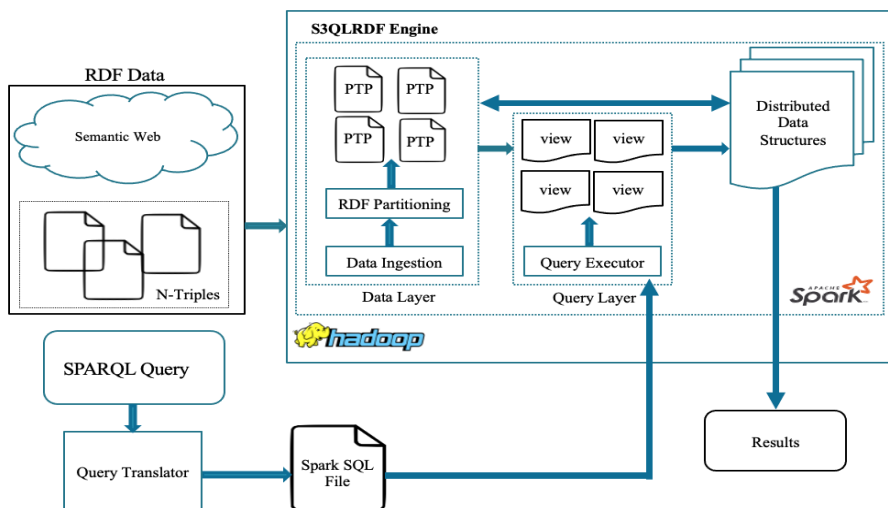 S3QLRDF Engine
RDF Data
Semantic Web
N-Triples
PTP
PTP
PTP
PTP
RDF Partitioning
Data Ingestion
Data Layer
view
view
view
view
Query Executor
Query Layer
Distributed
Data
Structures
APACHE
Spark
hadoop
SPARQL Query
Query Translator
Spark SQL
File
Results